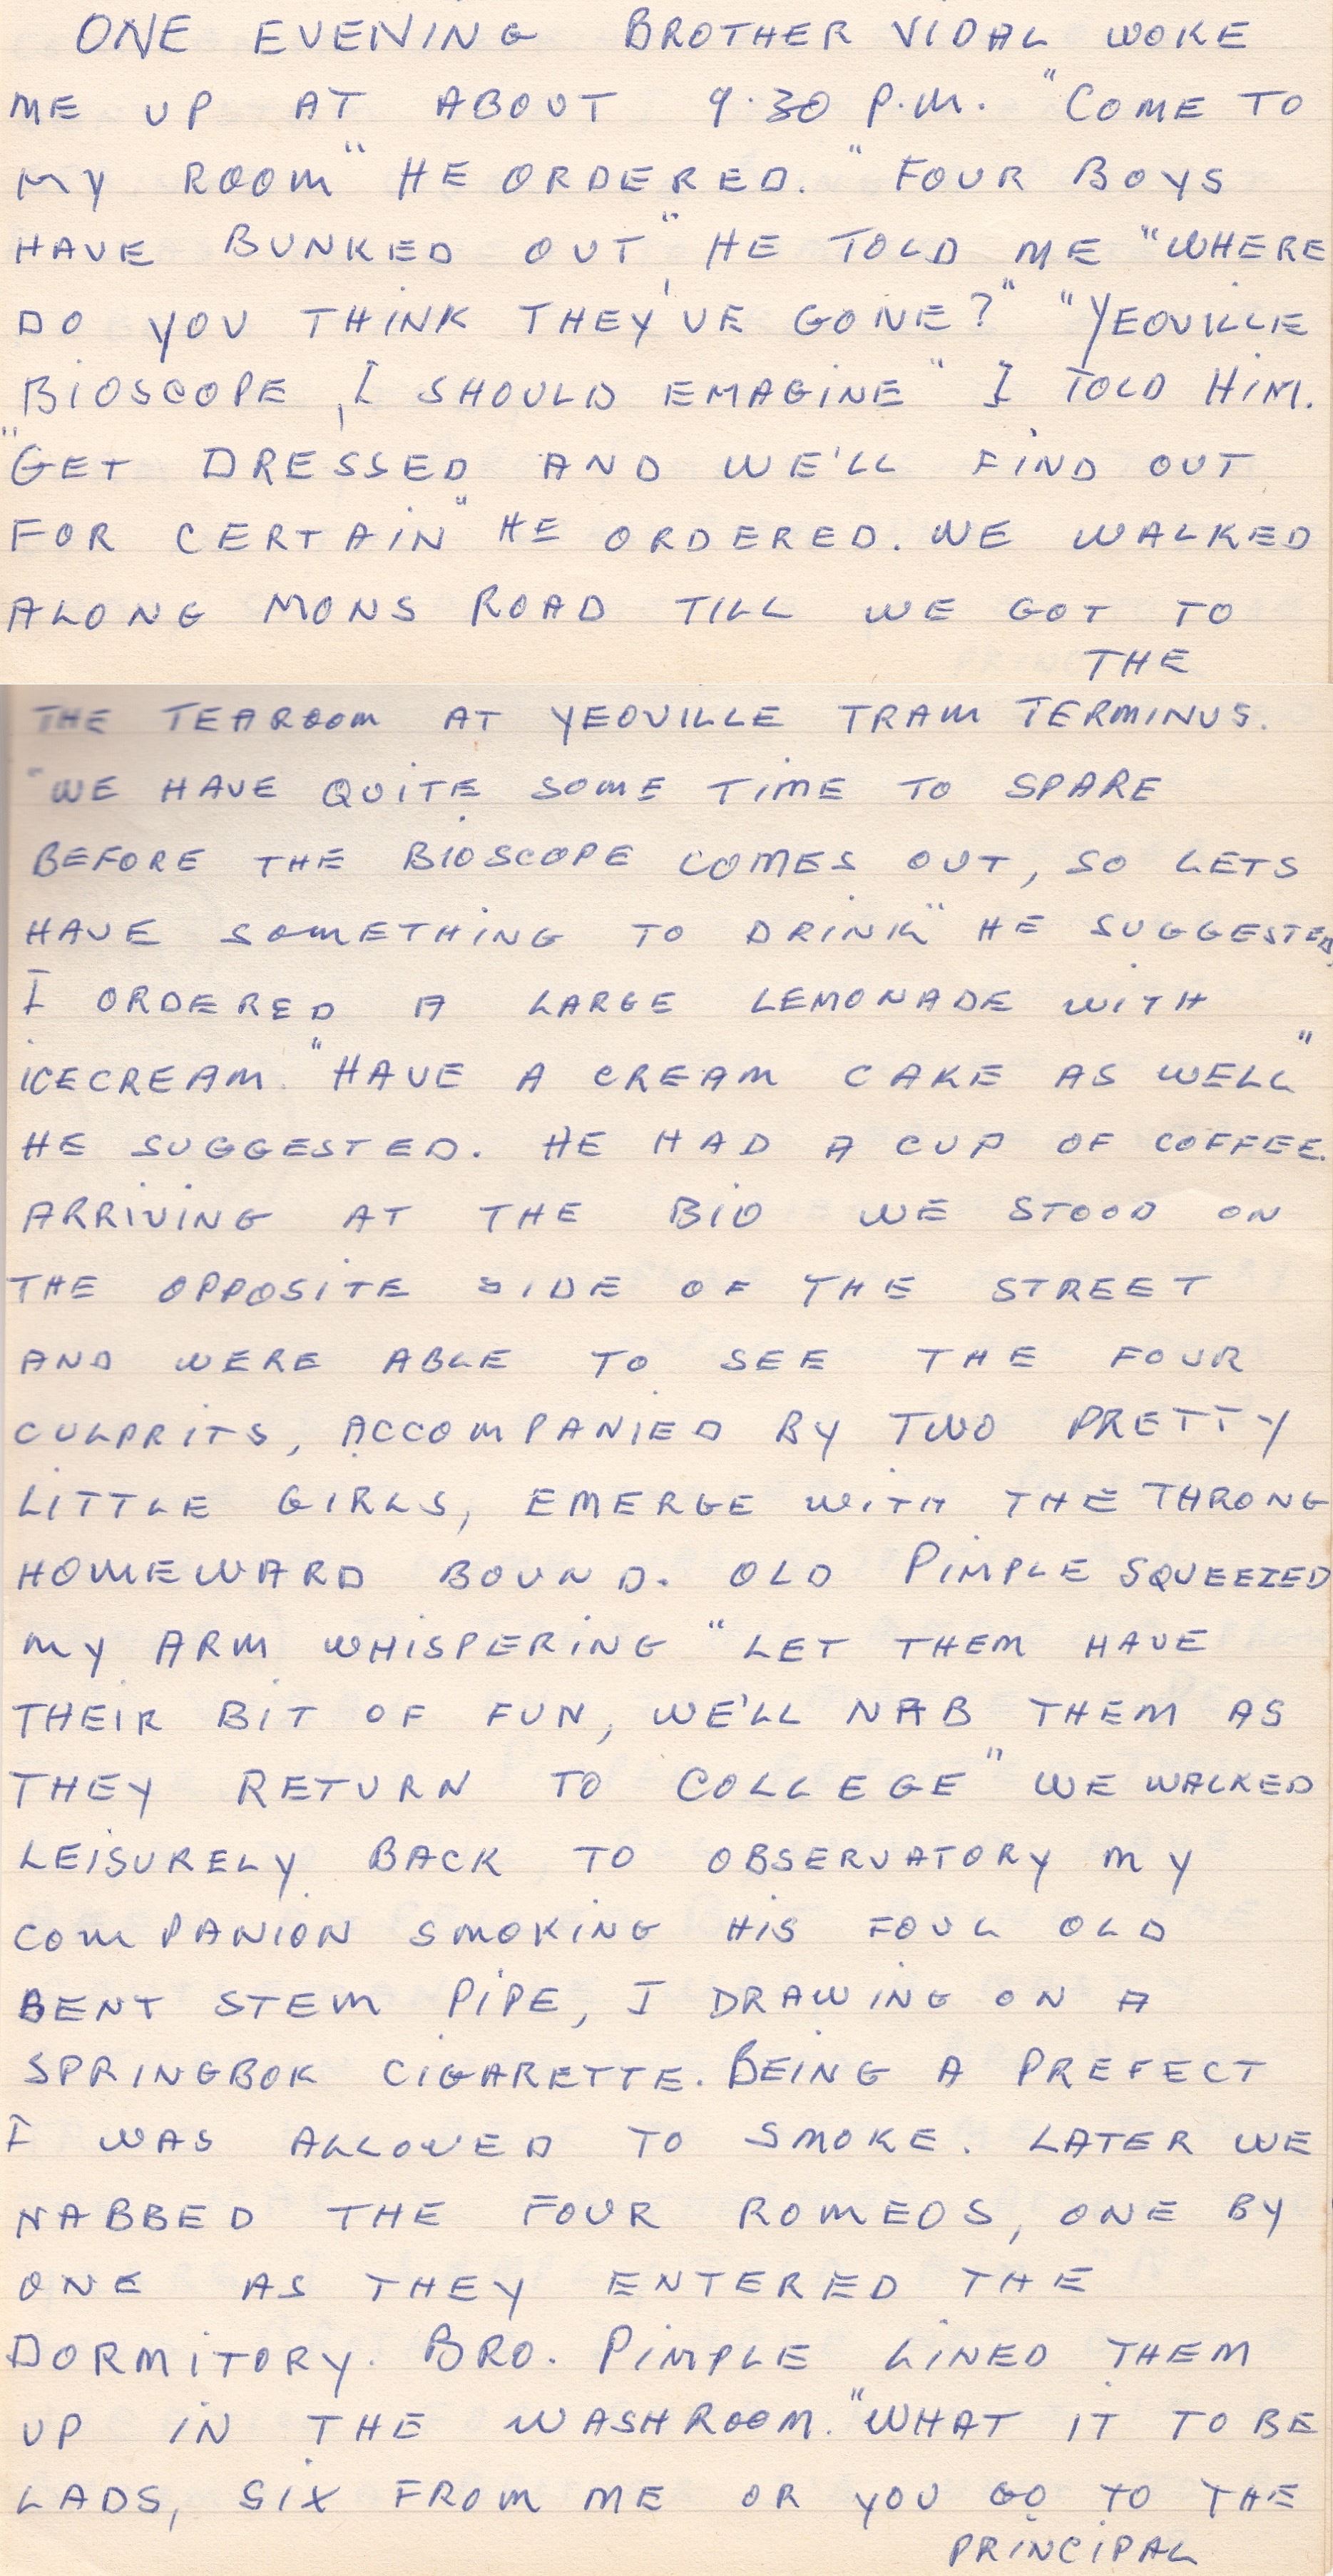 ONE EVENING BROTHER VIDAL WOKE
ME UP AT ABOUT 9.30 P.M. "COME TO
MY ROOM" HE ORDERED. "FOUR BOYS
HAVE BUNKED OUT", HE TOLD ME "WHERE
DO YOU THINK THEY'VE GONE?" "YEOVILLE
BIOSCOPE, I SHOULD EMAGINE" I TOLD HIM.
"GET DRESSED AND WE'LL FIND OUT
FOR CERTAIN" HE ORDERED. WE WALKED
ALONG MONS ROAD TILL WE GOT TO
THE
THE TEAROOM AT YEOVILLE TRAM TERMINUS.
"WE HAVE QUITE SOME TIME TO SPARE
BEFORE THE BIOSCOPE COMES OUT, SO LETS
HAVE SOMETHING TO DRINK" HE SUGGESTED.
I ORDERED A LARGE LEMONADE WITH
ICECREAM. "HAVE A CREAM CAKE AS WELL"
HE SUGGESTED. HE HAD A CUP OF COFFEE.
ARRIVING AT THE BIO WE STOOD ON
THE OPPOSITE SIDE OF THE STREET
AND WERE ABLE TO SEE THE FOUR
CULPRITS, ACCOMPANIED BY TWO PRETTY
LITTLE GIRLS, EMERGE WITH THE THRONG
HOMEWARD BOUND. OLD PIMPLE SQUEEZED
MY ARM WHISPERING "LET THEM HAVE
THEIR BIT OF FUN, WE'LL NAB THEM AS
THEY RETURN TO COLLEGE" WE WALKED
LEISURELY BACK TO OBSERVATORY MY
COMPANION SMOKING HIS FOUL OLD
BENT STEM PIPE, I DRAWING ON A
SPRINGBOK CIGARETTE. BEING A PREFECT
I WAS ALLOWED TO SMOKE. LATER WE
NABBED THE FOUR ROMEOS, ONE BY
ONE AS THEY ENTERED THE
DORMITORY. BRO. PIMPLE LINED THEM
UP IN THE WASHROOM. "WHAT IT TO BE
LADS, SIX FROM ME OR YOU GO TO THE
PRINCIPAL